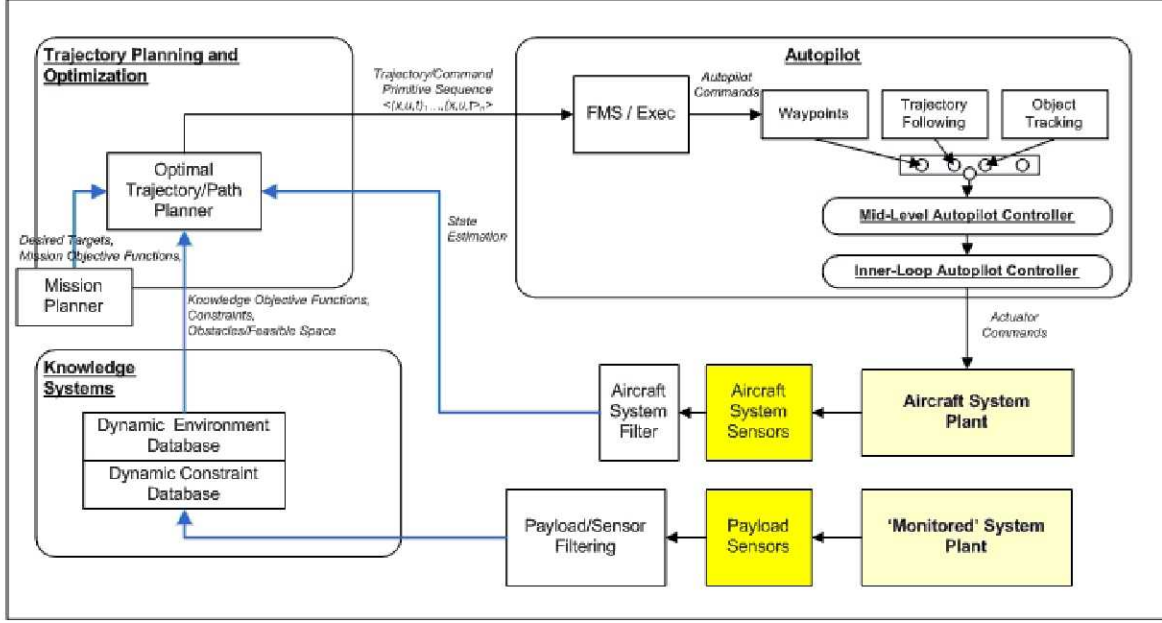 Trajectory Planning and
Optimization
Trajectory/Command
Primitive Sequence
<(x,u,t)1 ...,(x,u,t>n>
Autopilot
Autopilot
Commands
FMS / Exec
Waypoints
Trajectory
Following
Object
Tracking
Optimal
Trajectory/Path
Planner
Mid-Level Autopilot Controller
State
Estimation
Desired Targets,
Mission Objective Functions,
Inner-Loop Autopilot Controller
Mission
Planner
Knowledge Objective Functions,
Constraints,
Obstacles/Feasible Space
Actuator
Commands
Knowledge
Systems
Aircraft
System
Filter
Aircraft
System
Sensors
Aircraft System
Plant
Dynamic Environment
Database
Dynamic Constraint
Database
Payload/Sensor
Filtering
Payload
Sensors
'Monitored' System
Plant